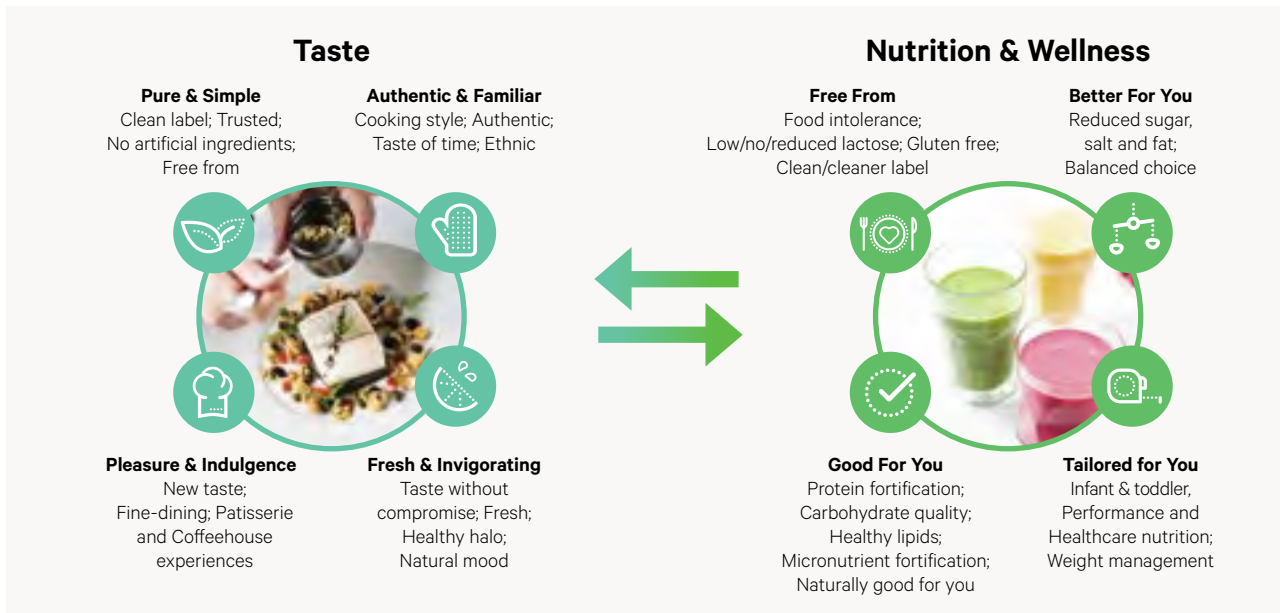 Taste
Pure & Simple
Clean label; Trusted;
No artificial ingredients;
Free from
Authentic & Familiar
Cooking style; Authentic;
Taste of time; Ethnic
Pleasure & Indulgence
New taste;
Fine-dining; Patisserie
and Coffeehouse
experiences
Fresh & Invigorating
Taste without
compromise; Fresh;
Healthy halo;
Natural mood
Nutrition & Wellness
Free From
Food intolerance;
Low/no/reduced lactose; Gluten free;
Clean/cleaner label
Better For You
Reduced sugar,
salt and fat;
Balanced choice
Good For You
Protein fortification;
Carbohydrate quality;
Healthy lipids;
Micronutrient fortification;
Naturally good for you
Tailored for You
Infant & toddler,
Performance and
Healthcare nutrition;
Weight management